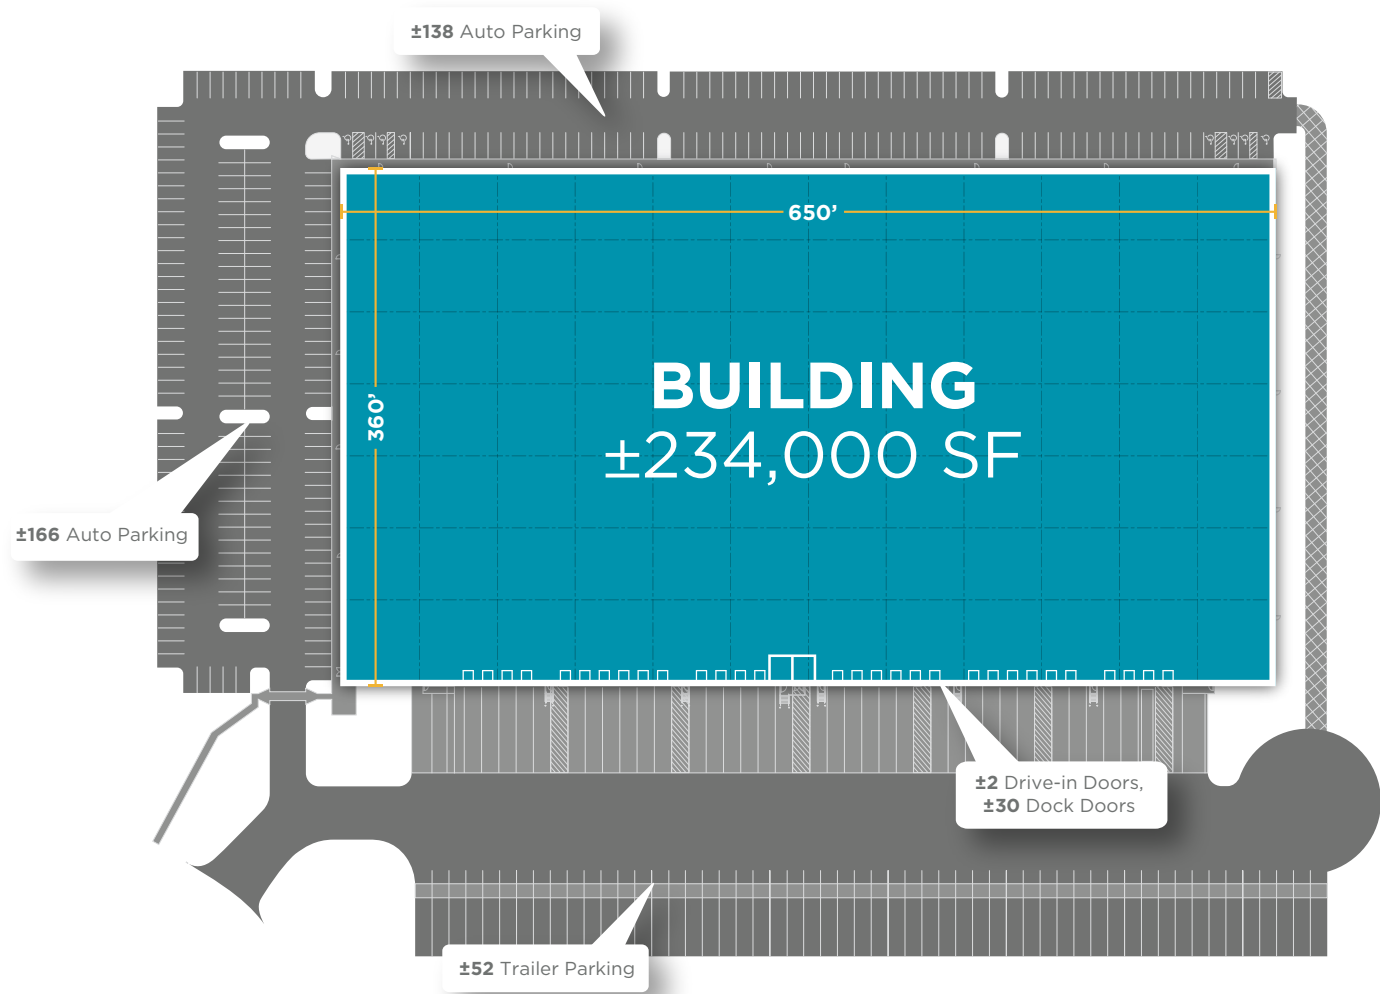 ±138 Auto Parking
650’
360’
BUILDING
±234,000 SF
±166 Auto Parking
±2 Drive-in Doors,
±30 Dock Doors
±52 Trailer Parking